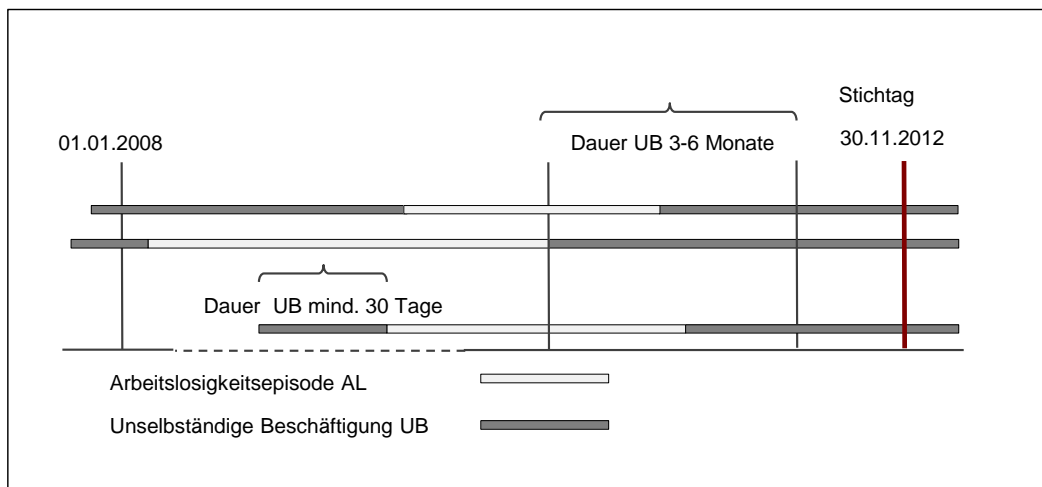 Stichtag
01.01.2008
Dauer UB 3-6 Monate
30.11.2012
Dauer UB mind. 30 Tage
Arbeitslosigkeitsepisode AL
Unselbständige Beschäftigung UB